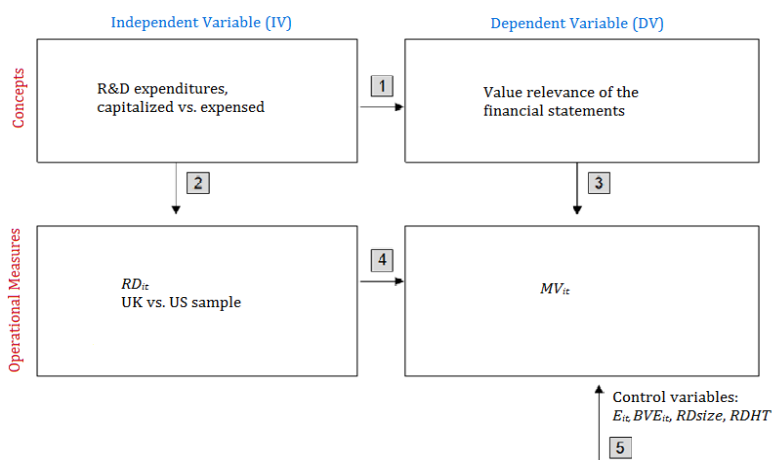 Independent Variable (IV)
Dependent Variable (DV)
Concepts
R&D expenditures,
capitalized vs. expensed
1
Value relevance of the
financial statements
2
3
Operational Measures
RDit
UK vs. US sample
4
MVit
Control variables:
Eit, BVEit, RDsize, RDHT
5